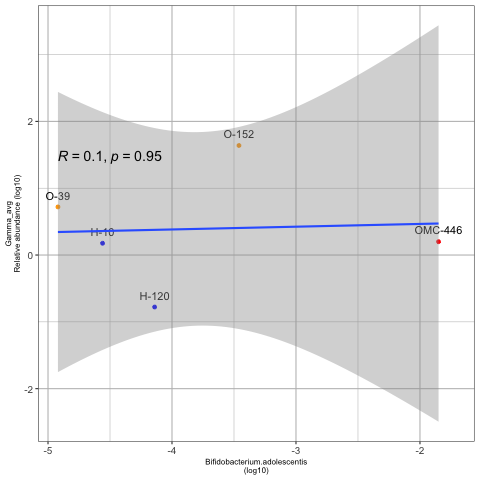 2
0
-2
Gamma_avg
Relative abundance (log10)
R = 0.1, p = 0.95
O-152
O-39
H-10
OMC-446
H-120
-5
-4
-3
-2
Bifidobacterium.adolescentis
(log10)